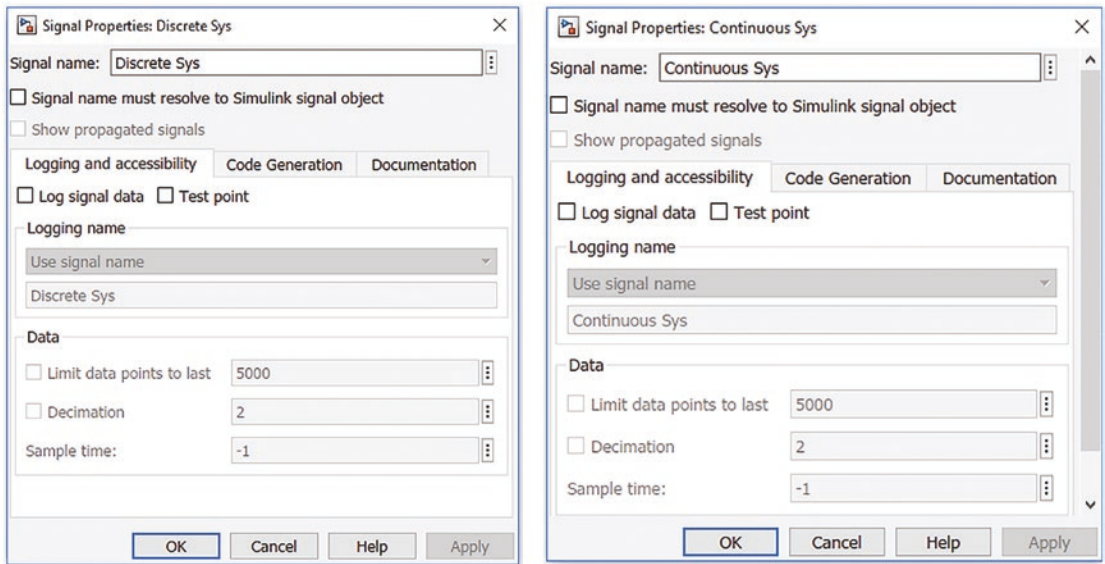 Signal Properties: Discrete Sys
Signal name: Discrete Sys
Signal name must resolve to Simulink signal object
Show propagated signals
Logging and accessibility Code Generation Documentation
Log signal data Test point
Logging name
Use signal name
Discrete Sys
Data
Limit data points to last 5000
Decimation 2
Sample time: -1
OK Cancel Help Apply
Signal Properties: Continuous Sys
Signal name: Continuous Sys
Signal name must resolve to Simulink signal object
Show propagated signals
Logging and accessibility Code Generation Documentation
Log signal data Test point
Logging name
Use signal name
Continuous Sys
Data
Limit data points to last 5000
Decimation 2
Sample time: -1
OK Cancel Help Apply